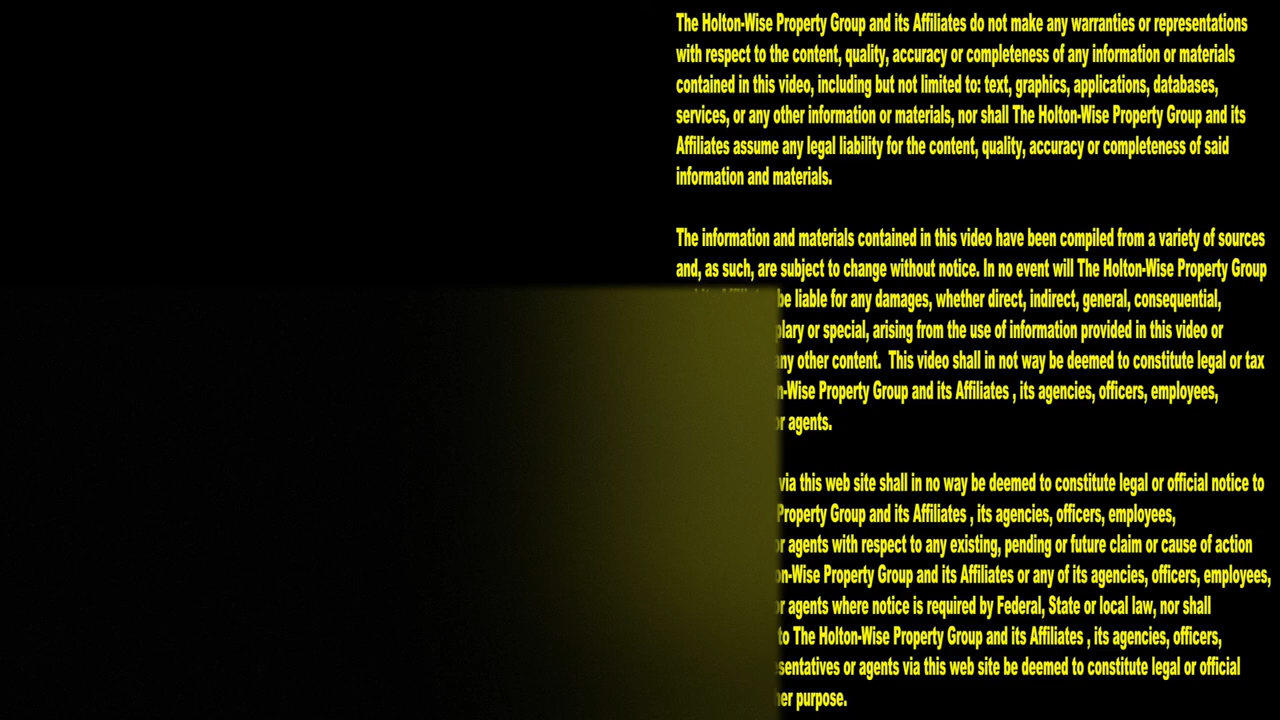 The Holton-Wise Property Group and its Affiliates do not make any warranties or representations
with respect to the content, quality, accuracy or completeness of any information or materials
contained in this video, including but not limited to: text, graphics, applications, databases,
services, or any other information or materials, nor shall The Holton-Wise Property Group and its
Affiliates assume any legal liability for the content, quality, accuracy or completeness of said
information and materials.
The information and materials contained in this video have been compiled from a variety of sources
and, as such, are subject to change without notice. In no event will The Holton-Wise Property Group
be liable for any damages, whether direct, indirect, general, consequential,
or special, arising from the use of information provided in this video or
any other content. This video shall in not way be deemed to constitute legal or tax
-Wise Property Group and its Affiliates , its agencies, officers, employees,
or agents.
via this web site shall in no way be deemed to constitute legal or official notice to
Property Group and its Affiliates , its agencies, officers, employees,
or agents with respect to any existing, pending or future claim or cause of action
-Wise Property Group and its Affiliates or any of its agencies, officers, employees,
or agents where notice is required by Federal, State or local law, nor shall
to The Holton-Wise Property Group and its Affiliates , its agencies, officers,
or agents via this web site be deemed to constitute legal or official
purpose.